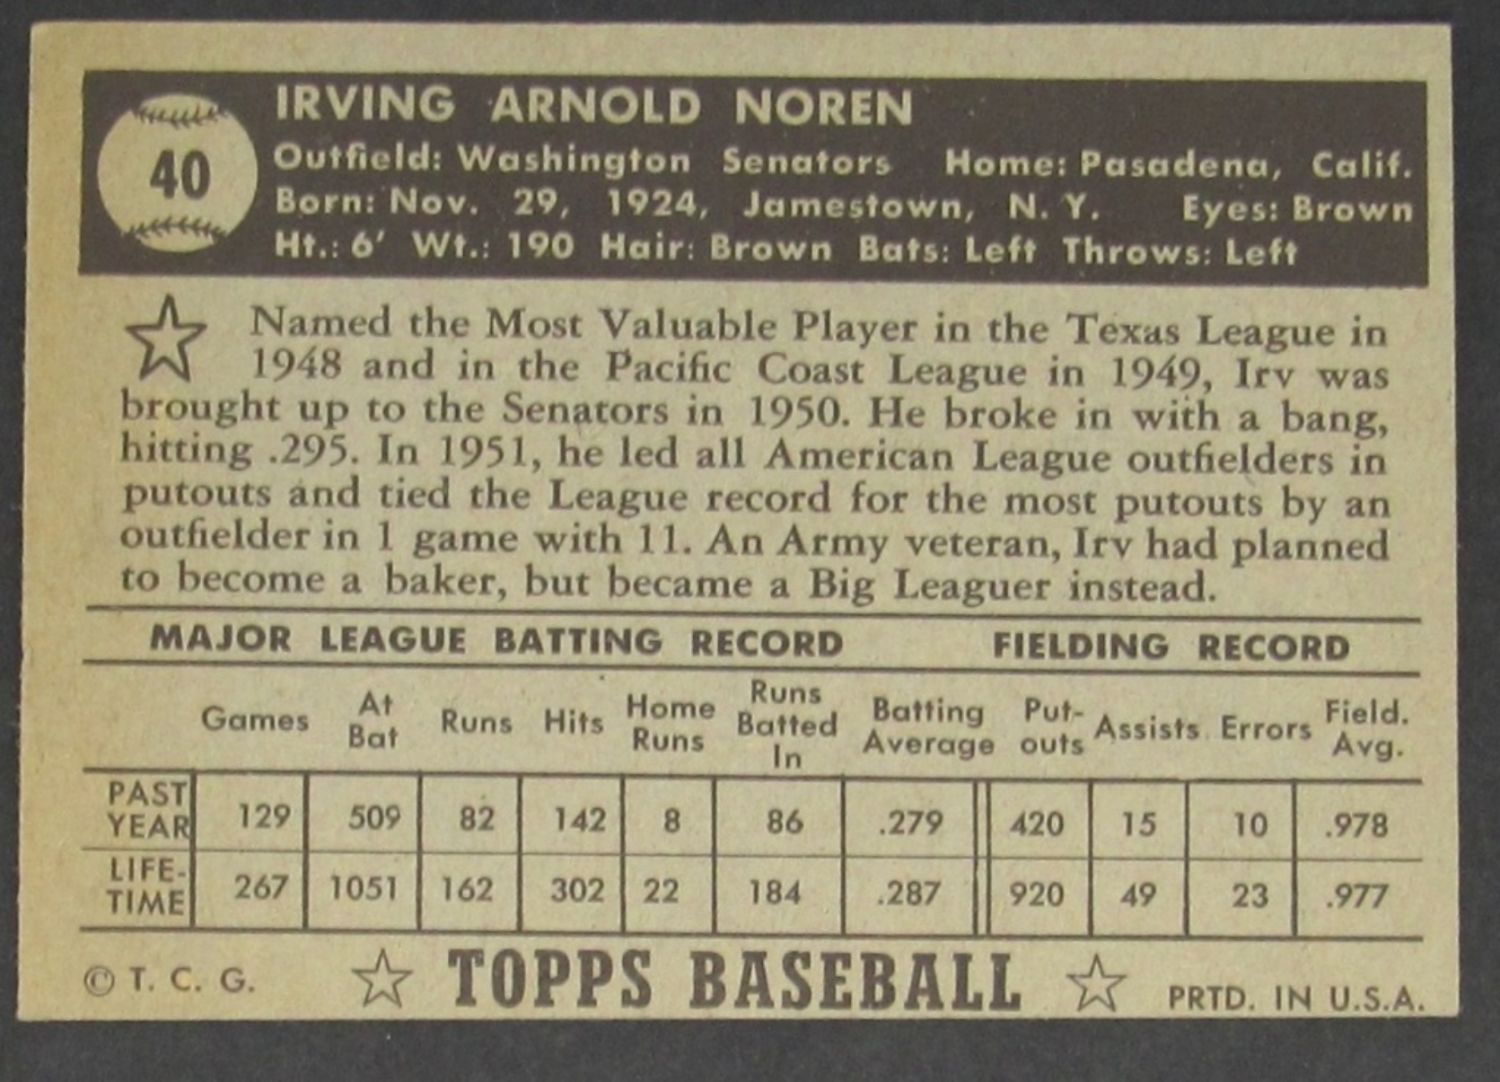 40
IRVING ARNOLD NOREN
Outfield: Washington Senators Home: Pasadena, Calif.
Born: Nov. 29, 1924, Jamestown, N. Y. Eyes: Brown
Ht.: 6' Wt.: 190 Hair: Brown Bats: Left Throws: Left
Named the Most Valuable Player in the Texas League in
1948 and in the Pacific Coast League in 1949, Irv was
brought up to the Senators in 1950. He broke in with a bang,
hitting .295. In 1951, he led all American League outfielders in
putouts and tied the League record for the most putouts by an
outfielder in 1 game with 11. An Army veteran, Irv had planned
to become a baker, but became a Big Leaguer instead.
MAJOR LEAGUE BATTING RECORD FIELDING RECORD
Games At Bat Runs Hits Home Runs Runs Batted In Batting Average Put-outs Assists Errors Field. Avg.
PAST YEAR 129 509 82 142 8 86 .279 420 15 10 .978
LIFE-TIME 267 1051 162 302 22 184 .287 920 49 23 .977
© T. C. G. TOPPS BASEBALL PRTD. IN U.S.A.